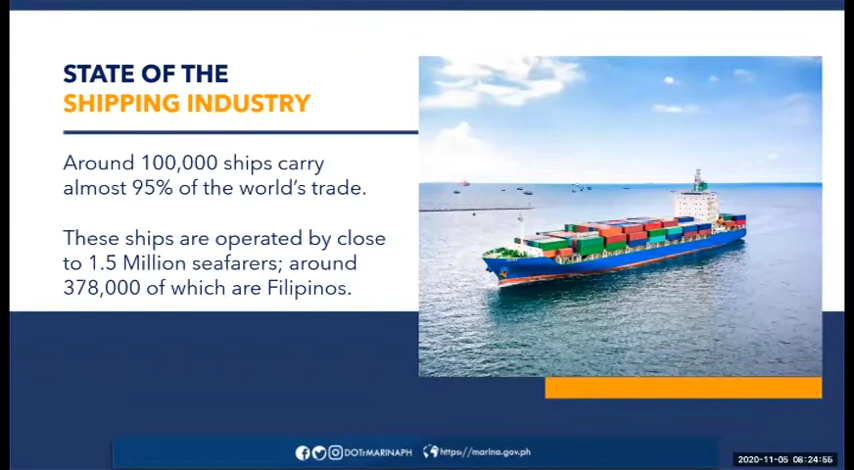 STATE OF THE
SHIPPING INDUSTRY
Around 100,000 ships carry
almost 95% of the world's trade.
These ships are operated by close
to 1.5 Million seafarers; around
378,000 of which are Filipinos.
DOTrMARINAPH https://marina.gov.ph
2020-11-05 08:24:55